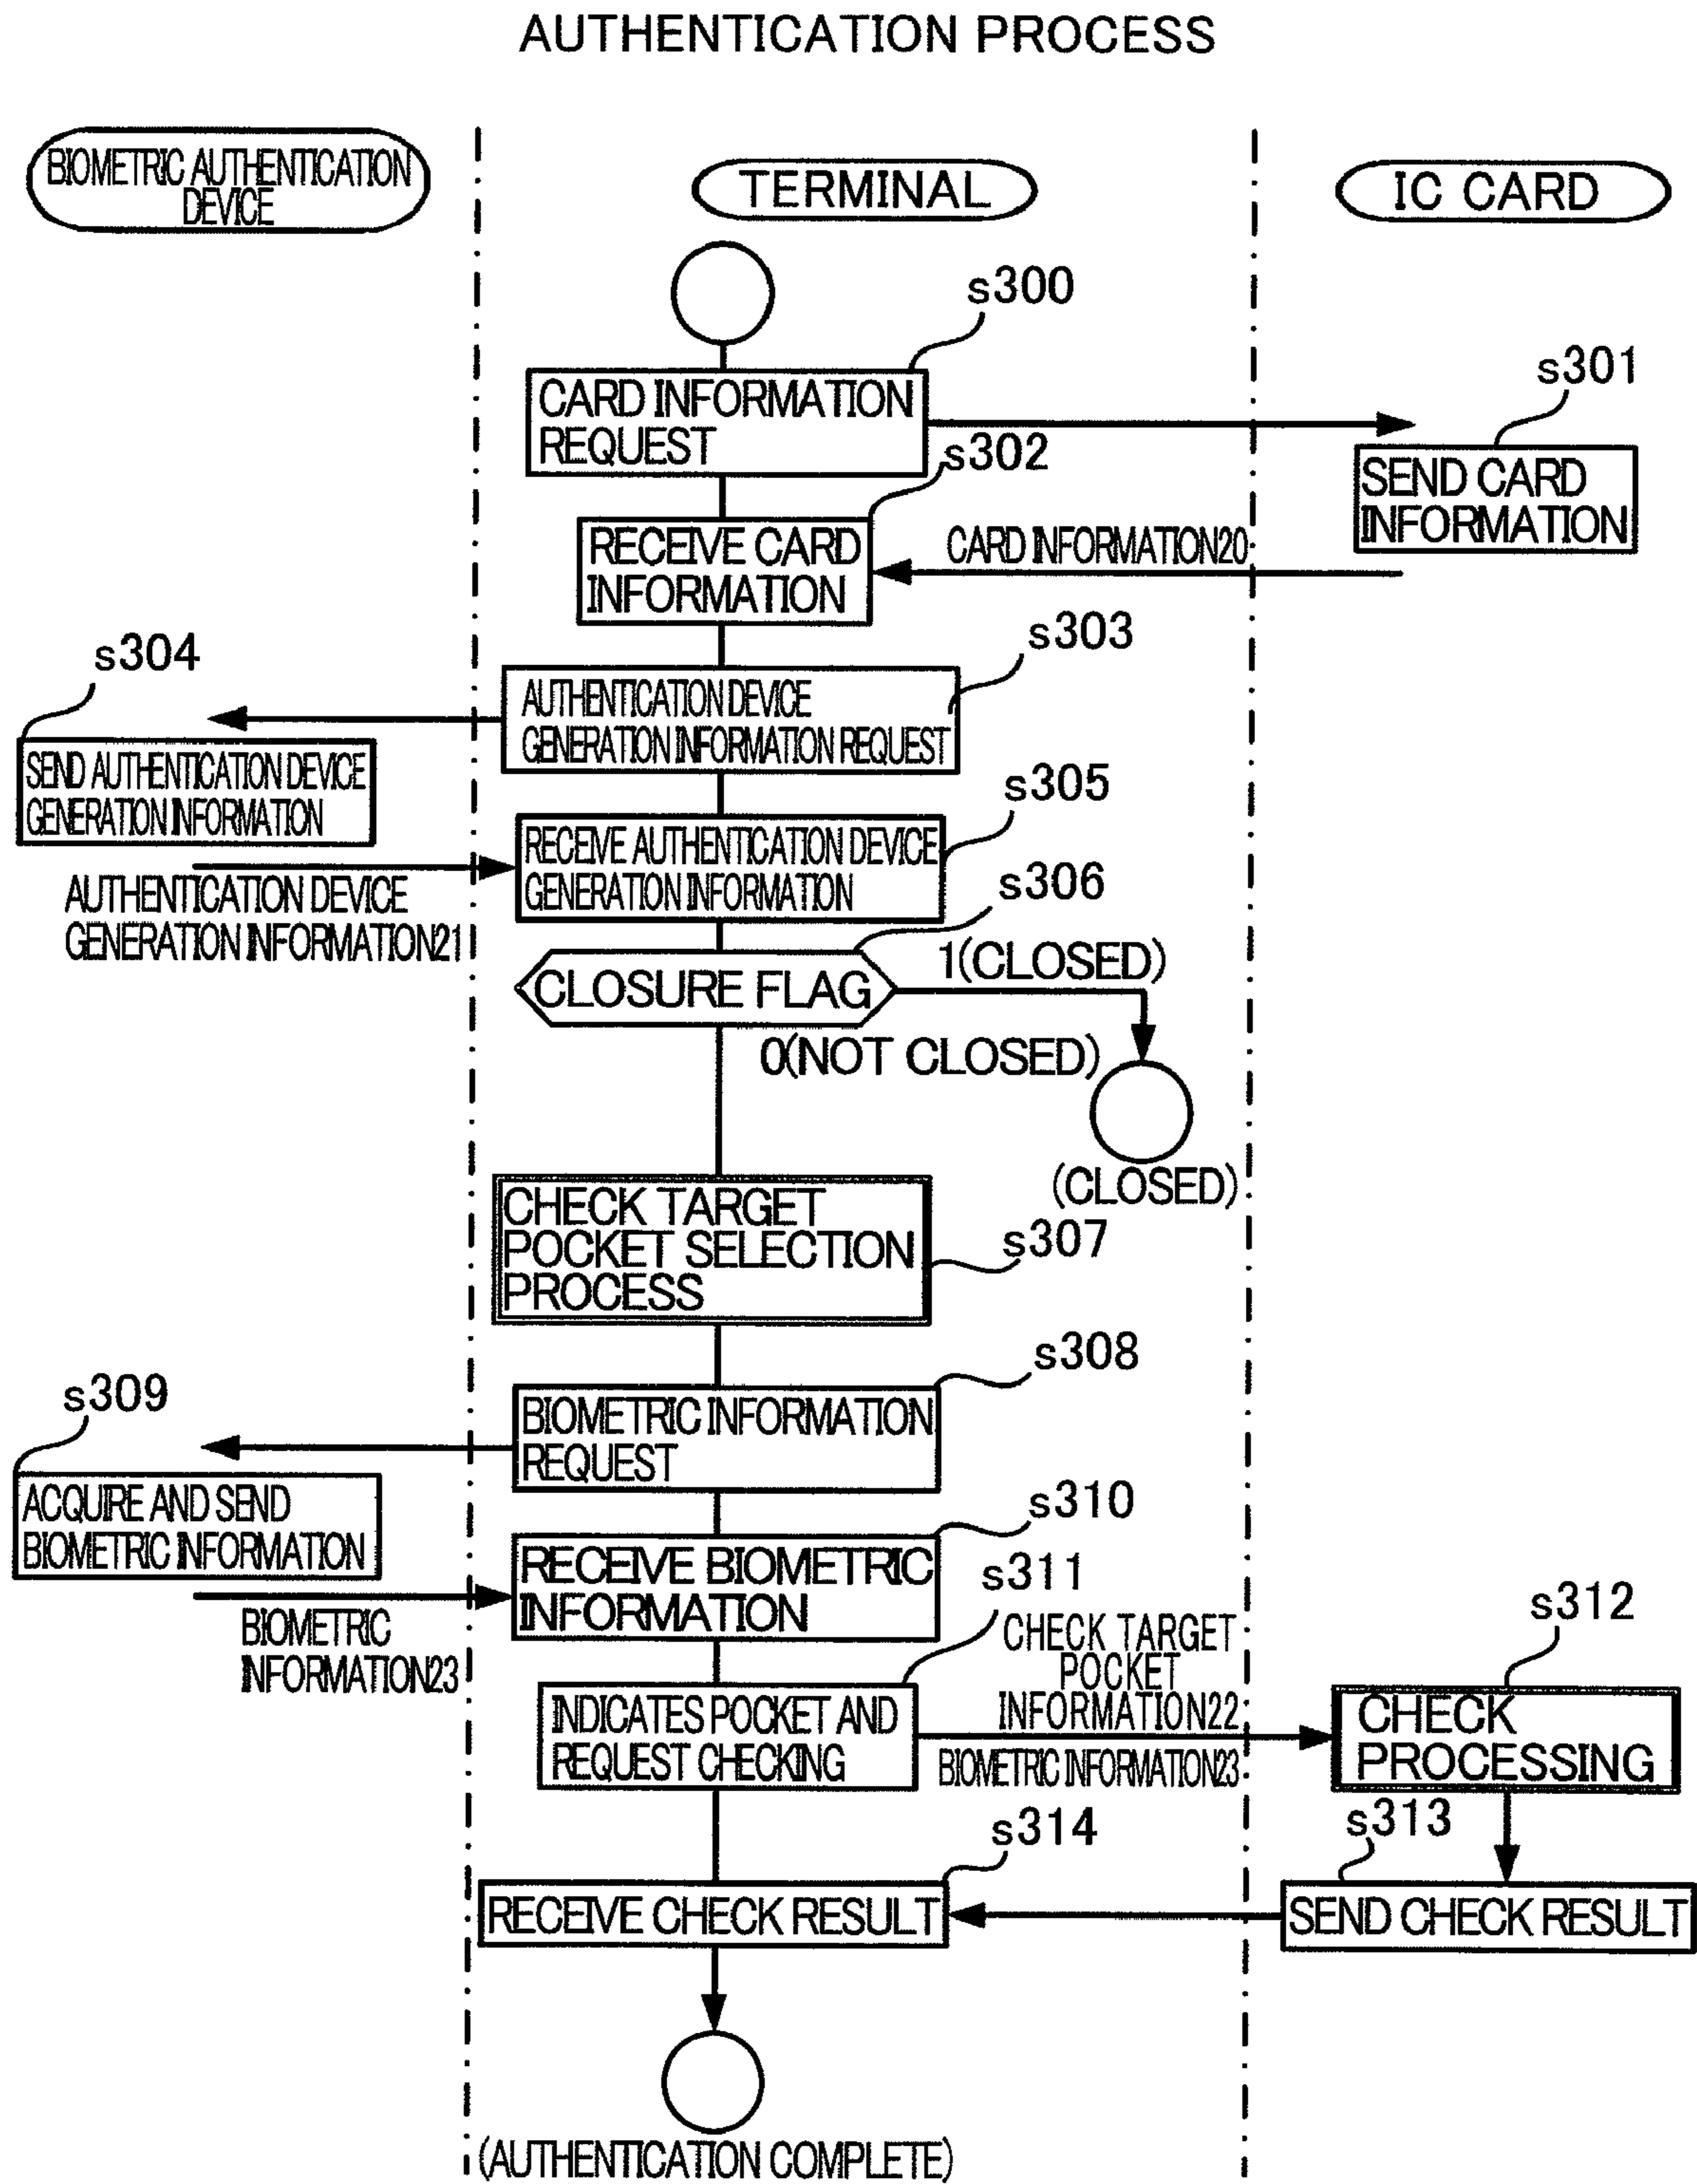 AUTHENTICATION PROCESS
BIOMETRIC AUTHENTICATION
DEVICE
TERMINAL
IC CARD
s300
CARD INFORMATION
REQUEST
s301
SEND CARD
INFORMATION
s302
RECEIVE CARD
INFORMATION
CARD INFORMATION20
s303
AUTHENTICATION DEVICE
GENERATION INFORMATION REQUEST
s304
SEND AUTHENTICATION DEVICE
GENERATION INFORMATION
s305
RECEIVE AUTHENTICATION DEVICE
GENERATION INFORMATION
AUTHENTICATION DEVICE
GENERATION INFORMATION21
s306
CLOSURE FLAG
1(CLOSED)
0(NOT CLOSED)
(CLOSED)
CHECK TARGET
POCKET SELECTION
PROCESS
s307
s308
BIOMETRIC INFORMATION
REQUEST
s309
ACQUIRE AND SEND
BIOMETRIC INFORMATION
s310
RECEIVE BIOMETRIC
INFORMATION
BIOMETRIC
INFORMATION23
s311
INDICATES POCKET AND
REQUEST CHECKING
CHECK TARGET
POCKET
INFORMATION22
BIOMETRIC INFORMATION23
s312
CHECK
PROCESSING
s313
SEND CHECK RESULT
s314
RECEIVE CHECK RESULT
(AUTHENTICATION COMPLETE)